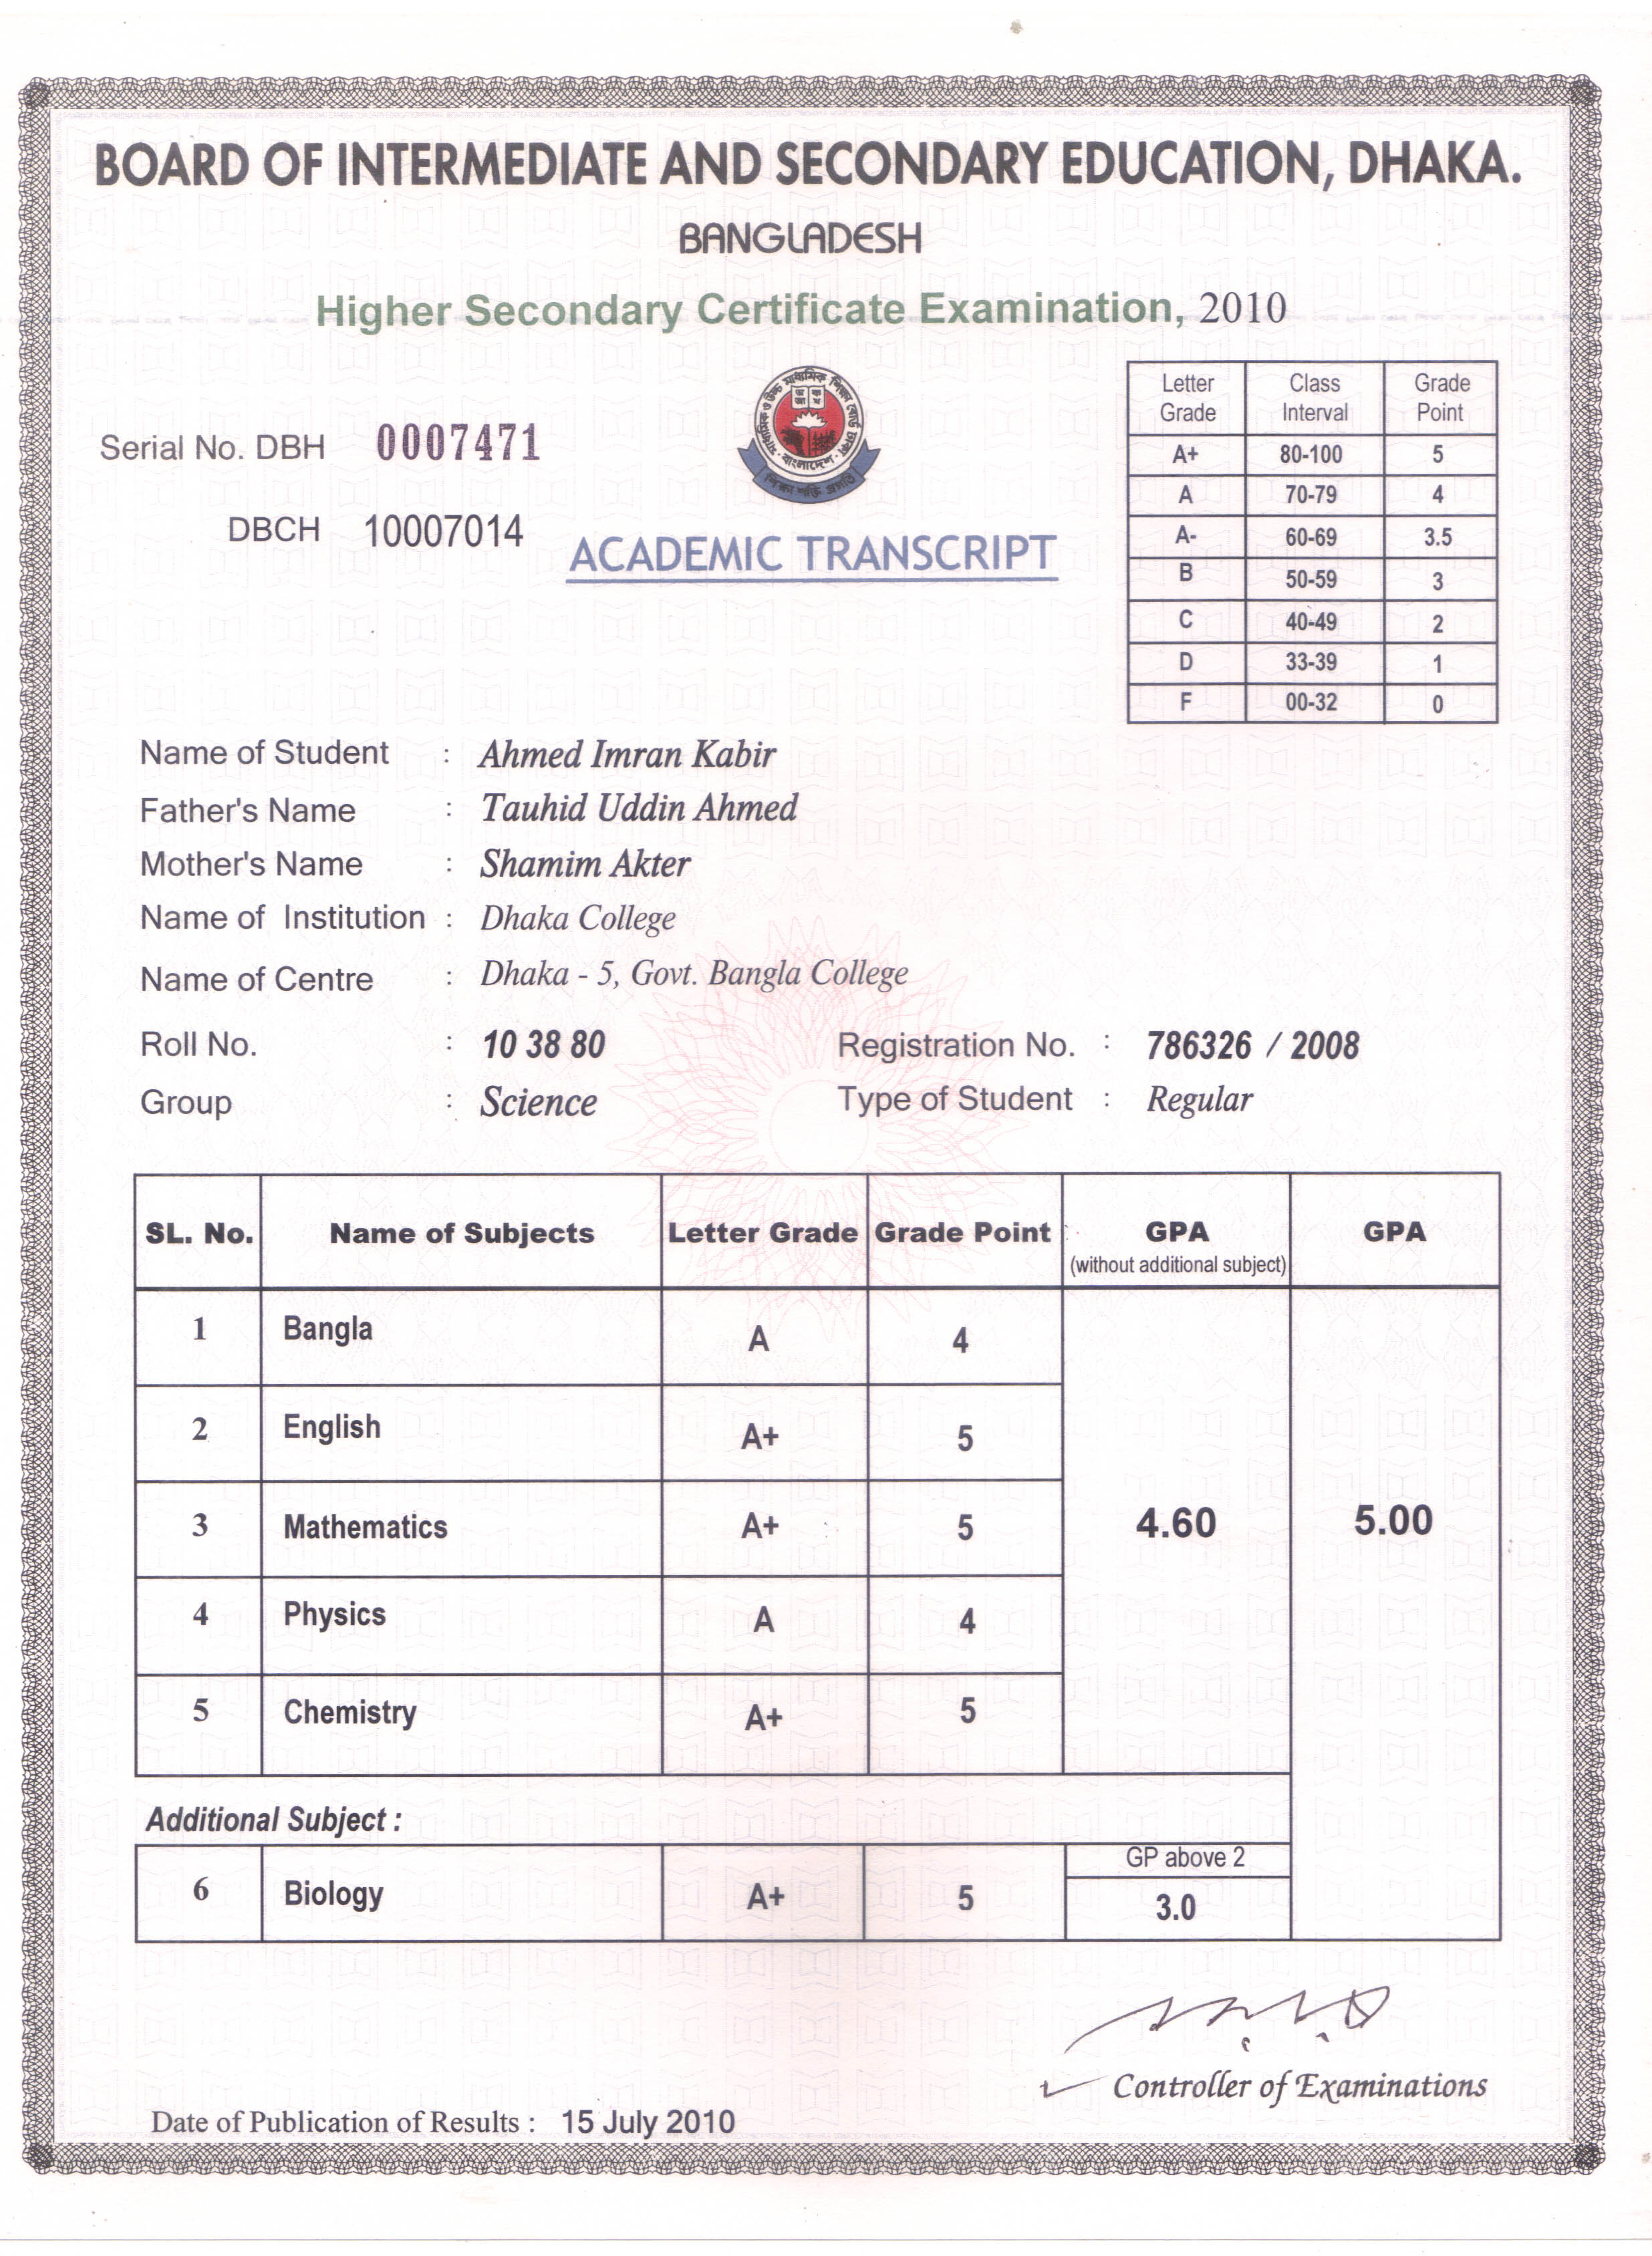 BOARD OF INTERMEDIATE AND SECONDARY EDUCATION, DHAKA.
BANGLADESH
Higher Secondary Certificate Examination, 2010
Serial No. DBH 0007471
DBCH 10007014
মাধ্যমিক ও উচ্চ মাধ্যমিক শিক্ষা বোর্ড ঢাকা
বাংলাদেশ
শিক্ষা শক্তি প্রগতি
ACADEMIC TRANSCRIPT
Letter Grade Class Interval Grade Point
A+ 80-100 5
A 70-79 4
A- 60-69 3.5
B 50-59 3
C 40-49 2
D 33-39 1
F 00-32 0
Name of Student : Ahmed Imran Kabir
Father's Name : Tauhid Uddin Ahmed
Mother's Name : Shamim Akter
Name of Institution : Dhaka College
Name of Centre : Dhaka - 5, Govt. Bangla College
Roll No. : 10 38 80 Registration No. : 786326 / 2008
Group : Science Type of Student : Regular
SL. No. Name of Subjects Letter Grade Grade Point GPA (without additional subject) GPA
1 Bangla A 4
2 English A+ 5
3 Mathematics A+ 5 4.60 5.00
4 Physics A 4
5 Chemistry A+ 5
Additional Subject :
GP above 2
6 Biology A+ 5 3.0
Controller of Examinations
Date of Publication of Results : 15 July 2010